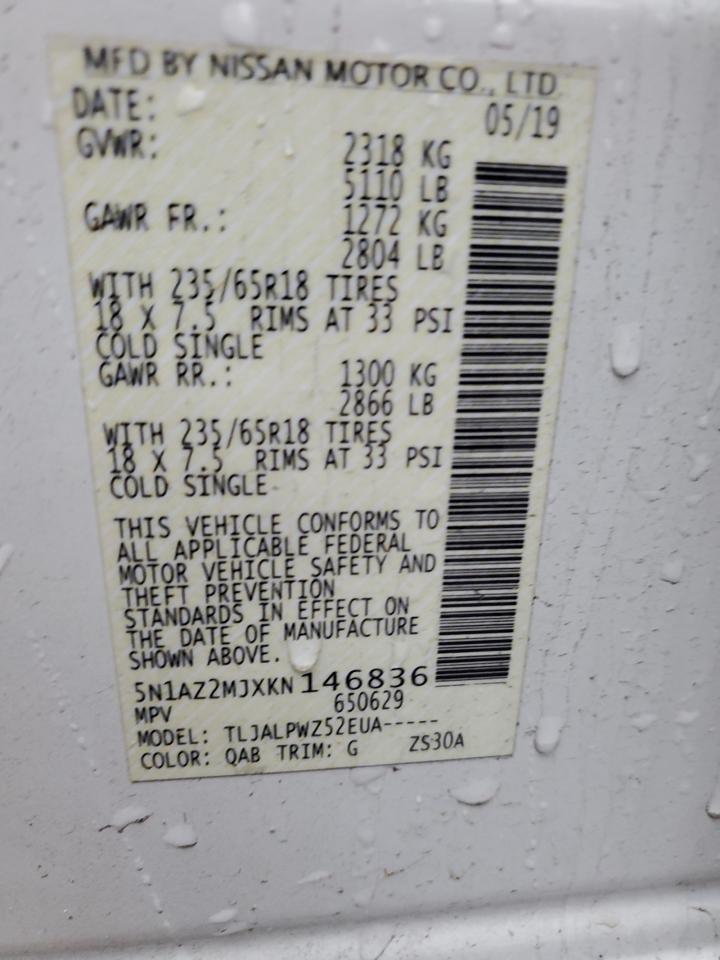 MFD BY NISSAN MOTOR CO., LTD.
DATE: 05/19
GVWR: 2318 KG
5110 LB
GAWR FR.: 1272 KG
2804 LB
WITH 235/65R18 TIRES
18 X 7.5 RIMS AT 33 PSI
COLD SINGLE
GAWR RR.: 1300 KG
2866 LB
WITH 235/65R18 TIRES
18 X 7.5 RIMS AT 33 PSI
COLD SINGLE
THIS VEHICLE CONFORMS TO
ALL APPLICABLE FEDERAL
MOTOR VEHICLE SAFETY AND
THEFT PREVENTION
STANDARDS IN EFFECT ON
THE DATE OF MANUFACTURE
SHOWN ABOVE.
5N1AZ2MJXKN146836
MPV 650629
MODEL: TLJALPWZ52EUA-----
COLOR: QAB TRIM: G ZS30A